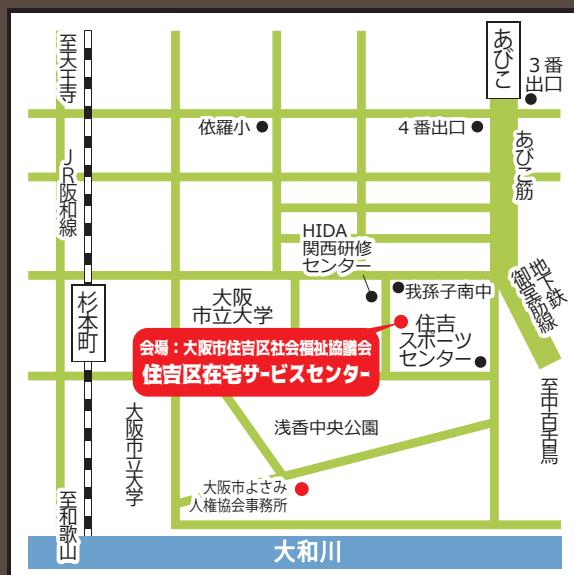 至天王寺
JR阪和線
杉本町
至和歌山
あびこ
3番
出口
依羅小
4番出口
あびこ筋
HIDA
関西研修
センター
地下鉄
御堂筋線
大阪
市立大学
我孫子南中
住吉
スポーツ
センター
会場：大阪市住吉区社会福祉協議会
住吉区在宅サービスセンター
至中百舌鳥
大阪市立大学
浅香中央公園
大阪市よさみ
人権協会事務所
大和川